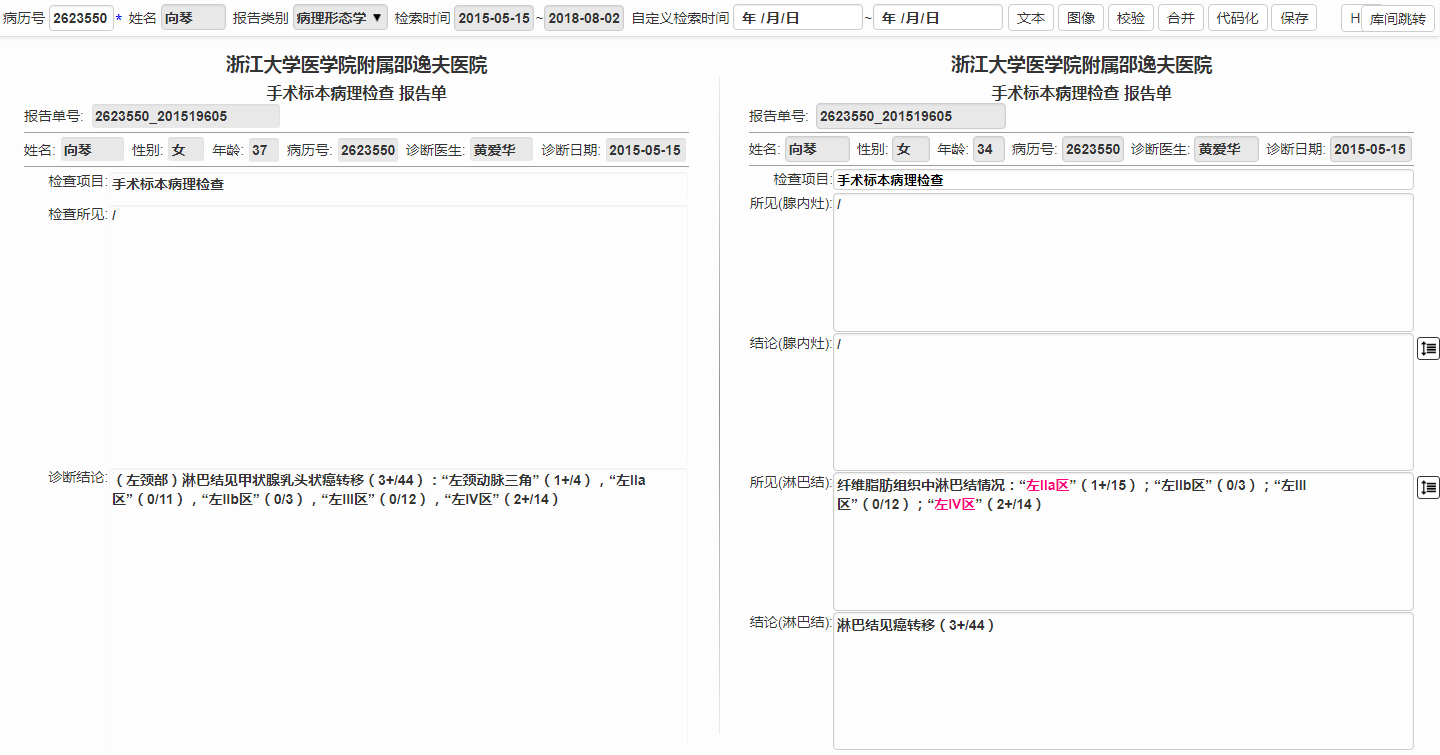 病历号 2623550 * 姓名 向琴 报告类别 病理形态学 ▼ 检索时间 2015-05-15 ~ 2018-08-02 自定义检索时间 年 /月/日 ~ 年 /月/日 文本 图像 校验 合并 代码化 保存 H 库间跳转
浙江大学医学院附属邵逸夫医院
手术标本病理检查 报告单
报告单号: 2623550_201519605
姓名: 向琴 性别: 女 年龄: 37 病历号: 2623550 诊断医生: 黄爱华 诊断日期: 2015-05-15
检查项目: 手术标本病理检查
检查所见: /
诊断结论: （左颈部）淋巴结见甲状腺乳头状癌转移（3+/44）：“左颈动脉三角”（1+/4），“左IIa
区”（0/11），“左IIb区”（0/3），“左III区”（0/12），“左IV区”（2+/14）
浙江大学医学院附属邵逸夫医院
手术标本病理检查 报告单
报告单号: 2623550_201519605
姓名: 向琴 性别: 女 年龄: 34 病历号: 2623550 诊断医生: 黄爱华 诊断日期: 2015-05-15
检查项目: 手术标本病理检查
所见(腺内灶): /
结论(腺内灶): /
所见(淋巴结): 纤维脂肪组织中淋巴结情况：“左IIa区”（1+/15）；“左IIb区”（0/3）；“左III
区”（0/12）；“左IV区”（2+/14）
结论(淋巴结): 淋巴结见癌转移（3+/44）